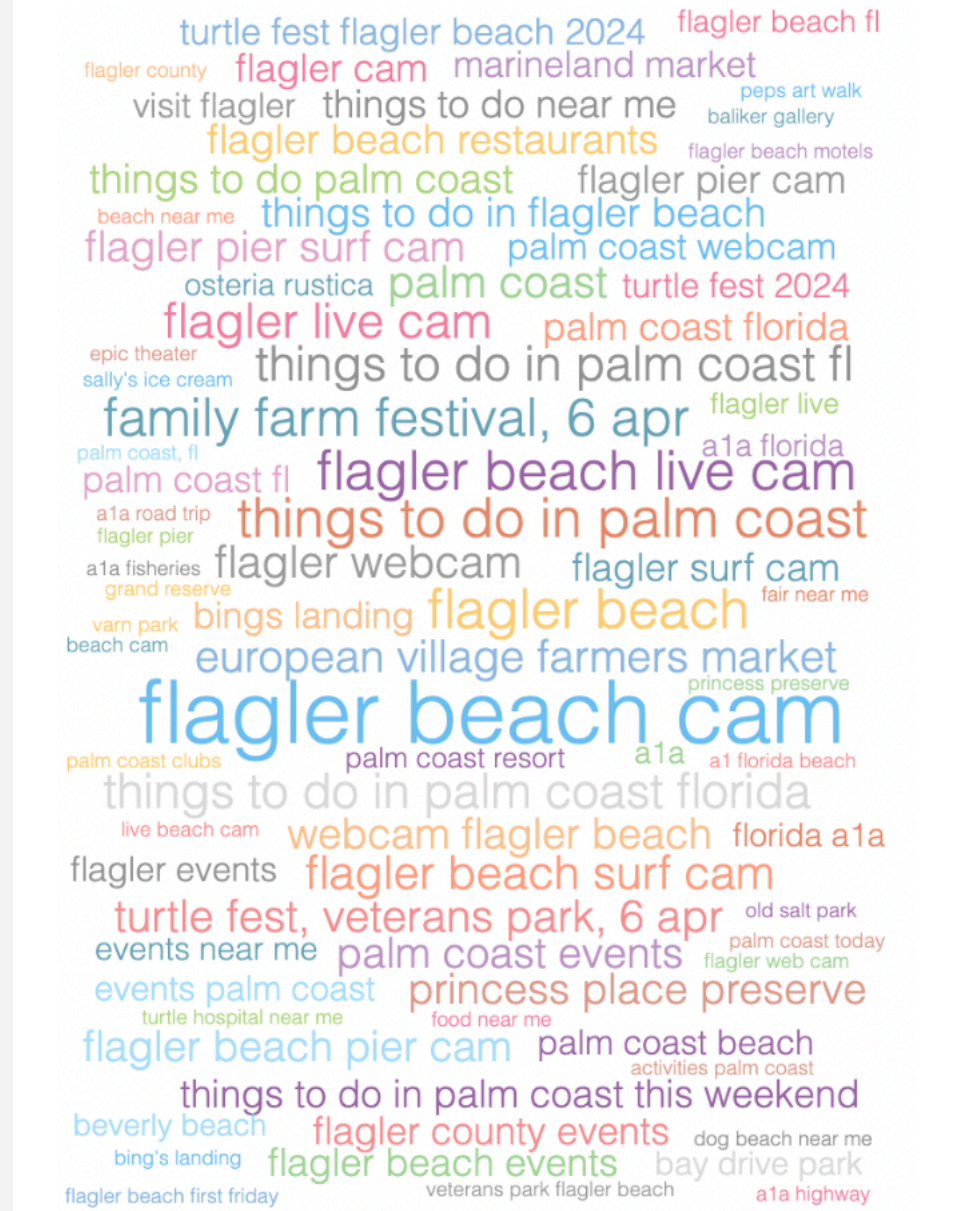 turtle fest flagler beach 2024 flagler beach fl
flagler county flagler cam marineland market
visit flagler things to do near me peps art walk
baliker gallery
flagler beach restaurants flagler beach motels
things to do palm coast flagler pier cam
beach near me things to do in flagler beach
flagler pier surf cam palm coast webcam
osteria rustica palm coast turtle fest 2024
flagler live cam palm coast florida
epic theater things to do in palm coast fl
sally's ice cream
family farm festival, 6 apr flagler live
palm coast, fl a1a florida
palm coast fl flagler beach live cam
a1a road trip things to do in palm coast
flagler pier
a1a fisheries flagler webcam flagler surf cam
grand reserve fair near me
varn park bings landing flagler beach
beach cam european village farmers market
princess preserve
flagler beach cam
palm coast clubs palm coast resort a1a a1 florida beach
things to do in palm coast florida
live beach cam webcam flagler beach florida a1a
flagler events flagler beach surf cam
turtle fest, veterans park, 6 apr old salt park
events near me palm coast events palm coast today
flagler web cam
events palm coast princess place preserve
turtle hospital near me food near me
flagler beach pier cam palm coast beach
activities palm coast
things to do in palm coast this weekend
beverly beach flagler county events dog beach near me
bing's landing flagler beach events bay drive park
flagler beach first friday veterans park flagler beach a1a highway